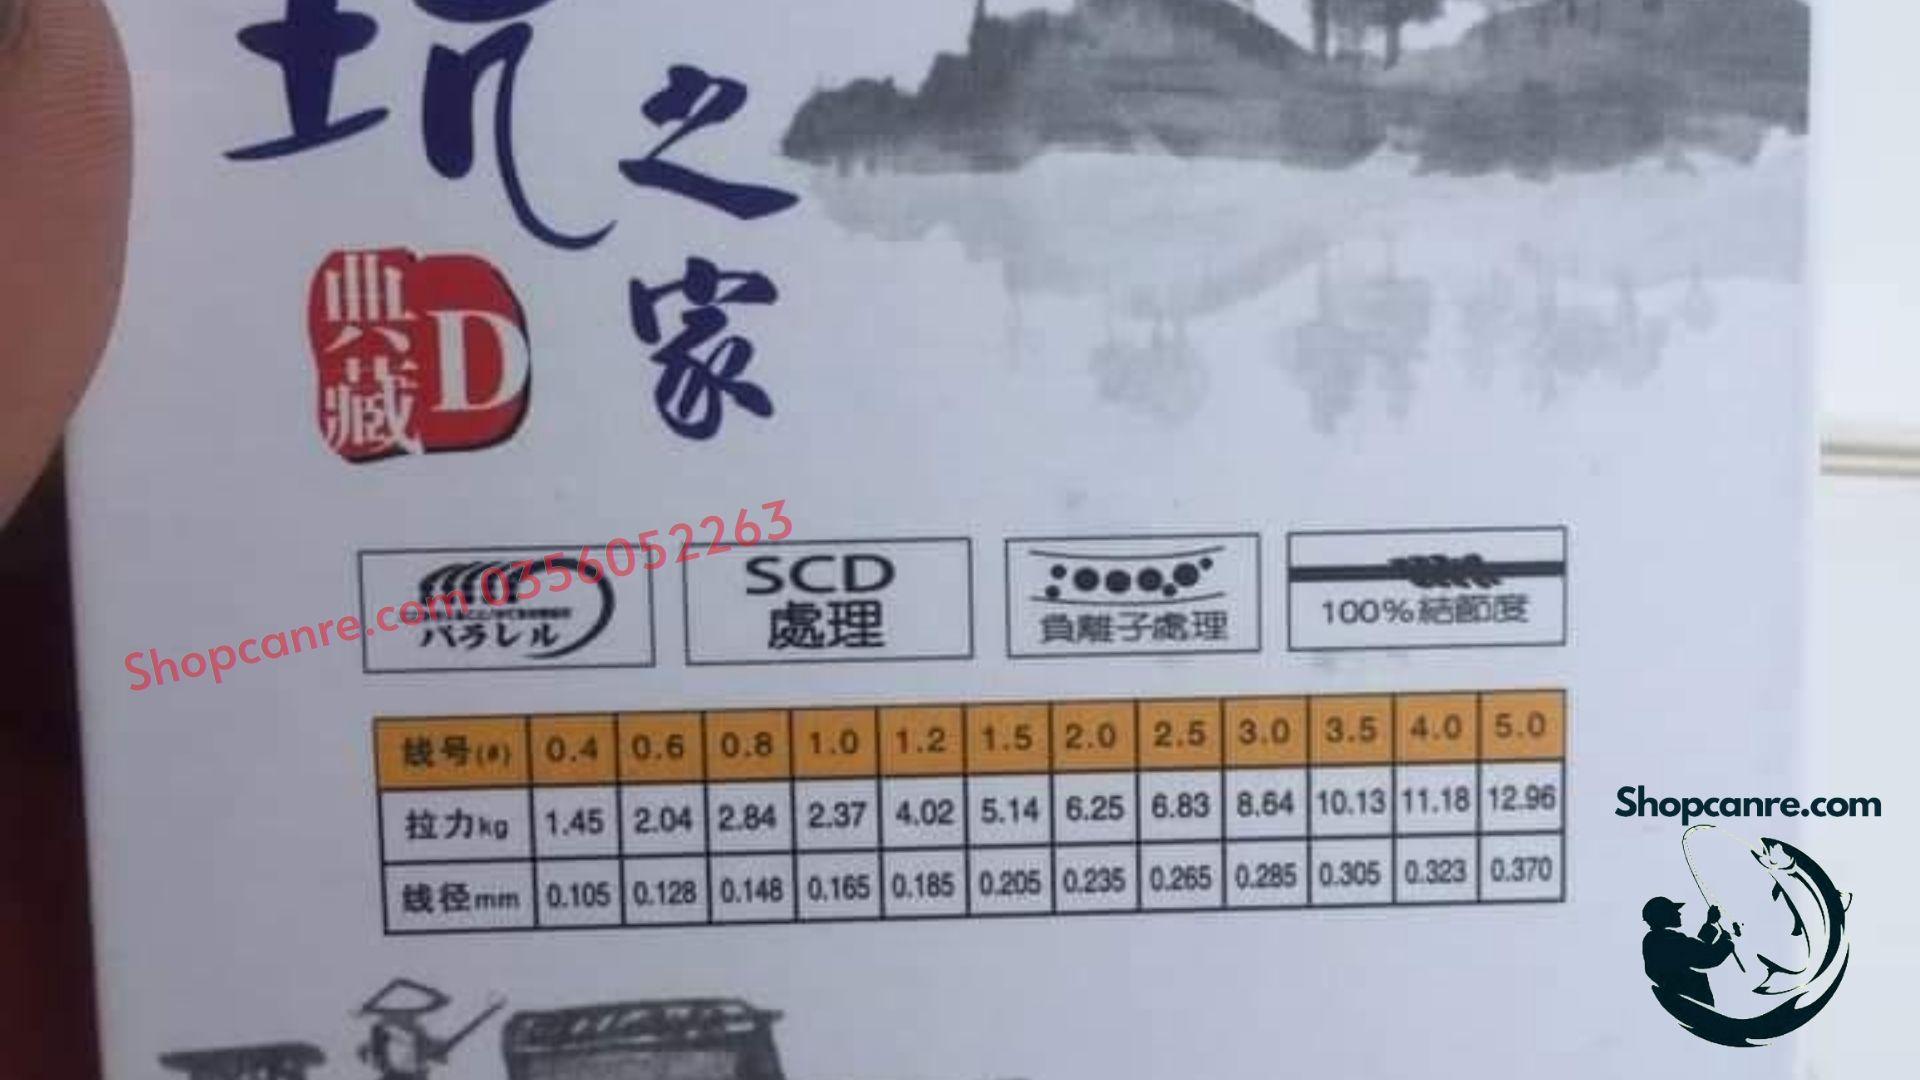 坑之家
典藏 D
Shopcanre.com 0356052263
パラレル
SCD
處理
負離子處理
100%結節度
线号(#) 0.4 0.6 0.8 1.0 1.2 1.5 2.0 2.5 3.0 3.5 4.0 5.0
拉力kg 1.45 2.04 2.84 2.37 4.02 5.14 6.25 6.83 8.64 10.13 11.18 12.96
线径mm 0.105 0.128 0.148 0.165 0.185 0.205 0.235 0.265 0.285 0.305 0.323 0.370
Shopcanre.com